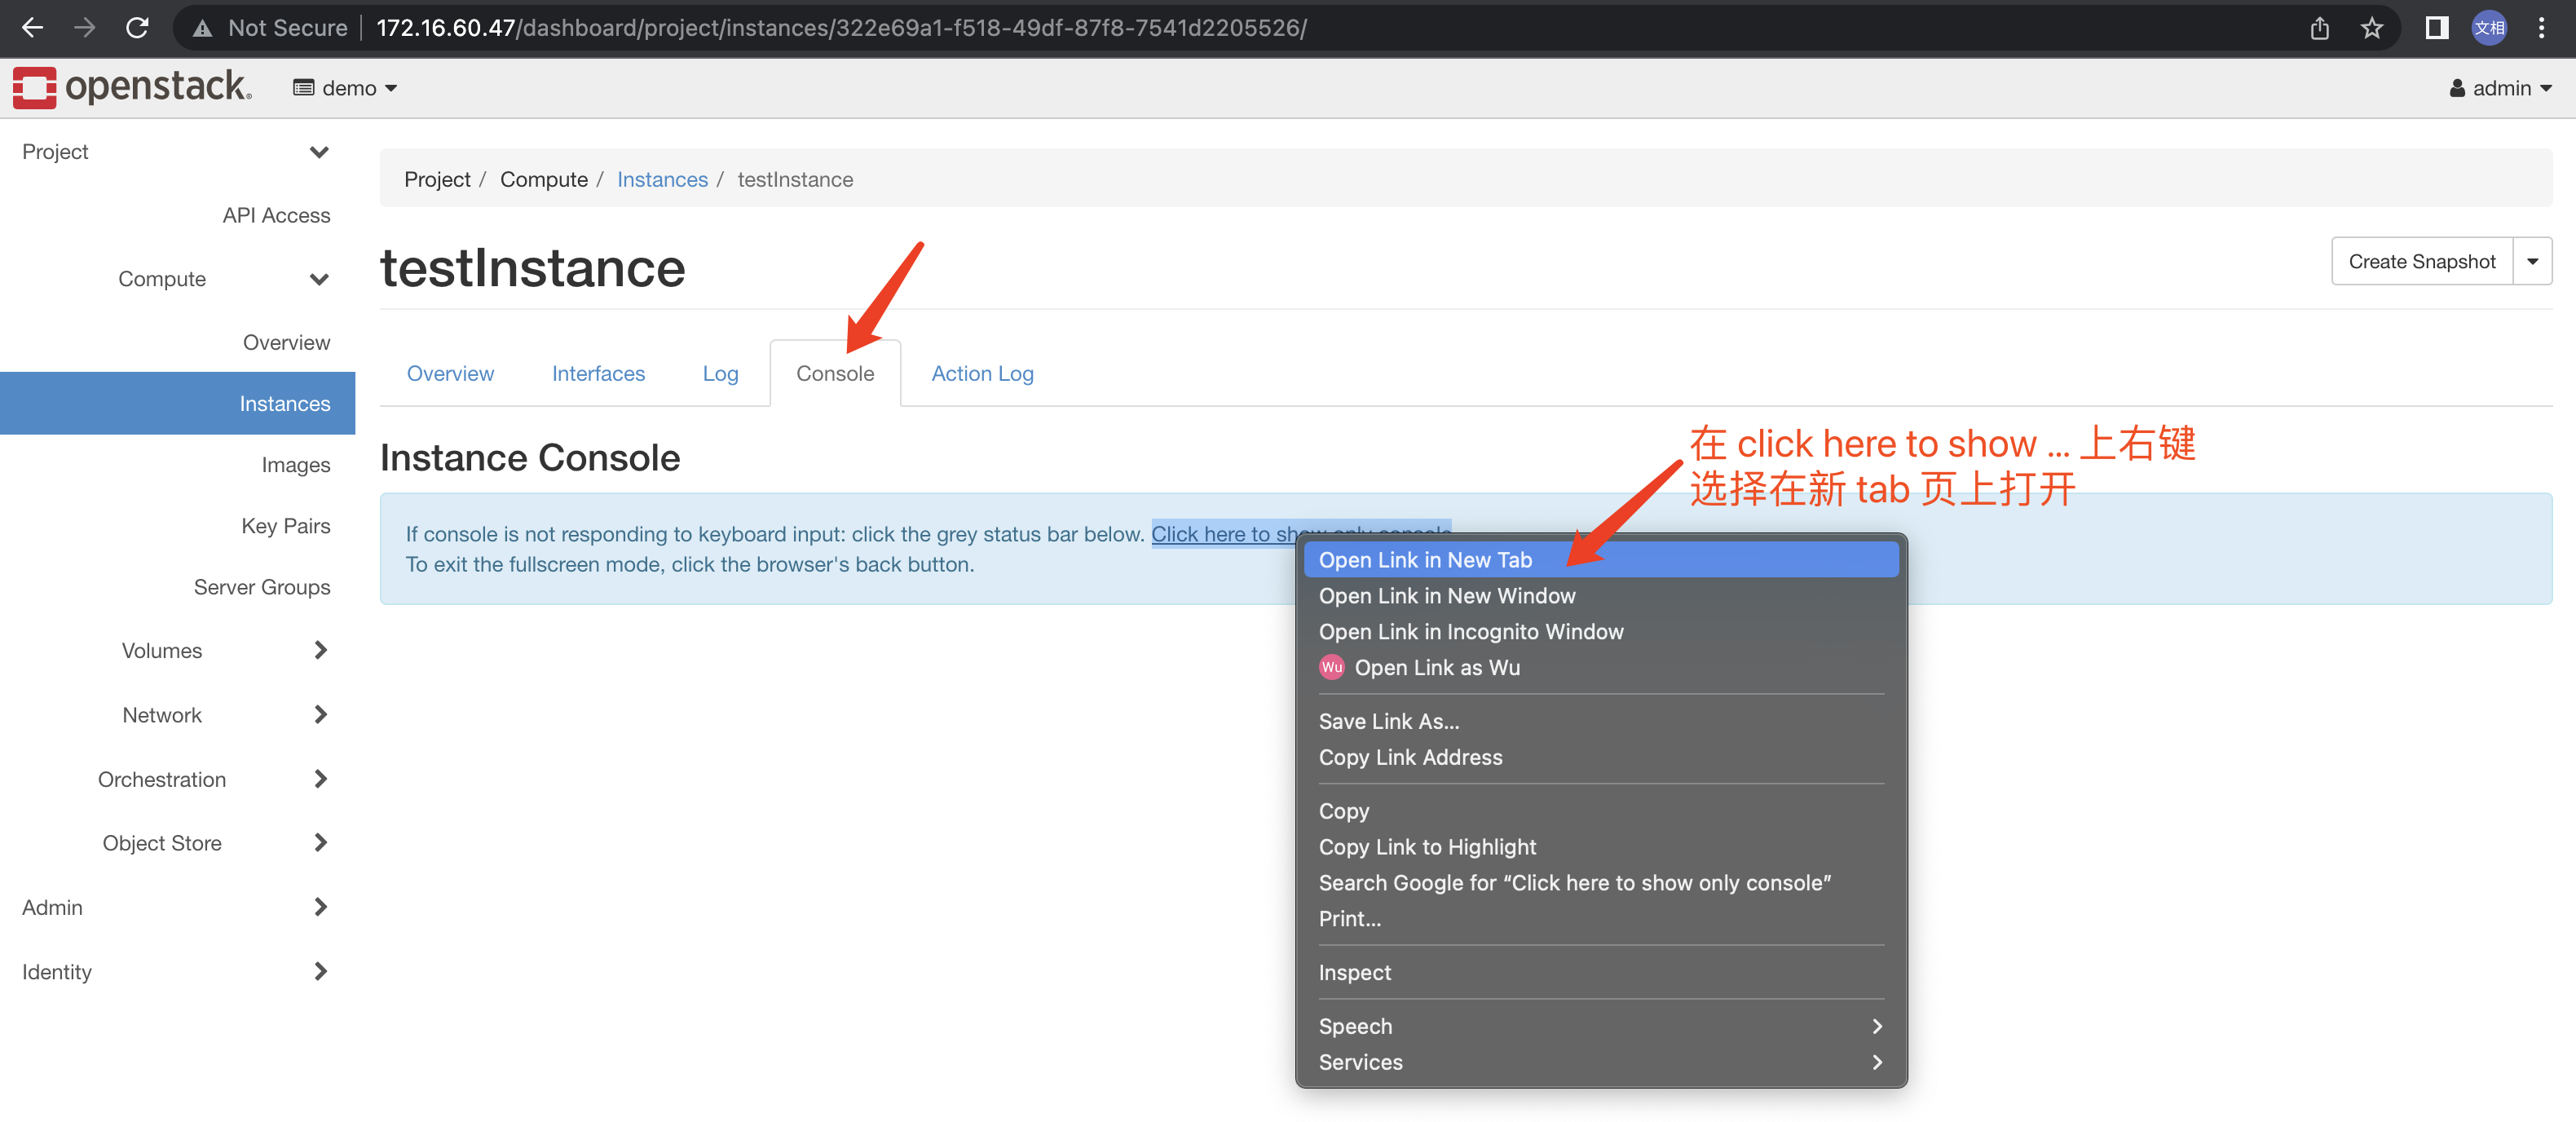 Not Secure 172.16.60.47/dashboard/project/instances/322e69a1-f518-49df-87f8-7541d2205526/
文相
openstack.
demo
admin
Project
API Access
Compute
Overview
Instances
Images
Key Pairs
Server Groups
Volumes
Network
Orchestration
Object Store
Admin
Identity
Project / Compute / Instances / testInstance
testInstance
Create Snapshot
Overview Interfaces Log Console Action Log
Instance Console
在 click here to show ... 上右键
选择在新 tab 页上打开
If console is not responding to keyboard input: click the grey status bar below. Click here to show only console
To exit the fullscreen mode, click the browser's back button.
Open Link in New Tab
Open Link in New Window
Open Link in Incognito Window
Wu Open Link as Wu
Save Link As...
Copy Link Address
Copy
Copy Link to Highlight
Search Google for “Click here to show only console”
Print...
Inspect
Speech
Services